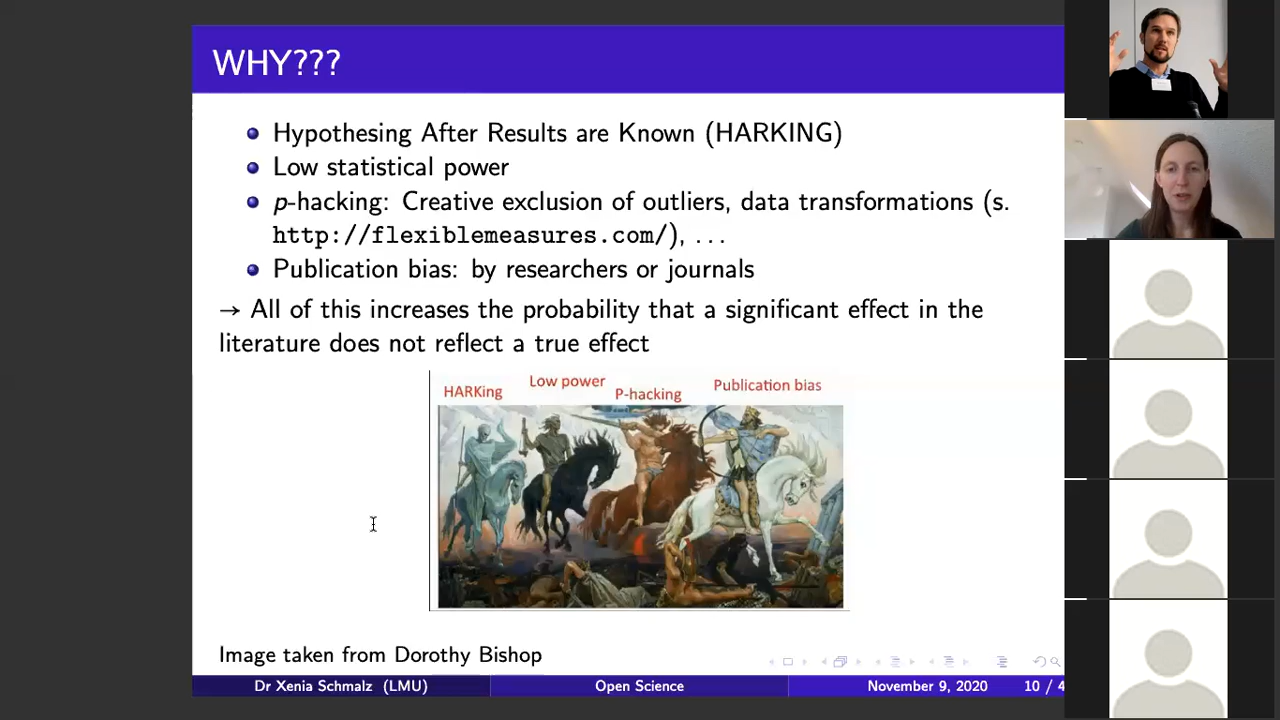 WHY???
Hypothesing After Results are Known (HARKING)
Low statistical power
p-hacking: Creative exclusion of outliers, data transformations (s.
http://flexiblemeasures.com/), ...
Publication bias: by researchers or journals
→ All of this increases the probability that a significant effect in the
literature does not reflect a true effect
HARKing Low power P-hacking Publication bias
Image taken from Dorothy Bishop
Dr Xenia Schmalz (LMU) Open Science November 9, 2020 10 / 4